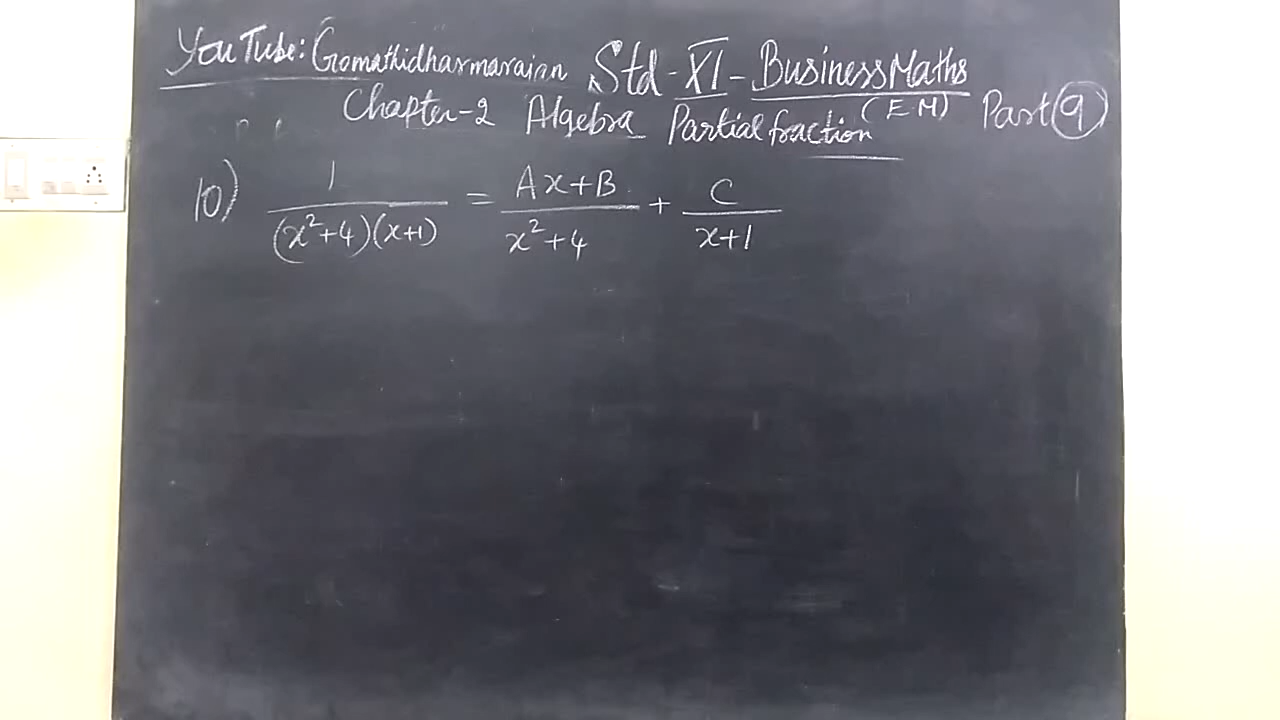 YouTube: Gomathidharmarajan Std - XI - Business Maths
Chapter-2 Algebra Partial fraction (E M) Part 9
10) 1/((x²+4)(x+1)) = (Ax+B)/(x²+4) + C/(x+1)